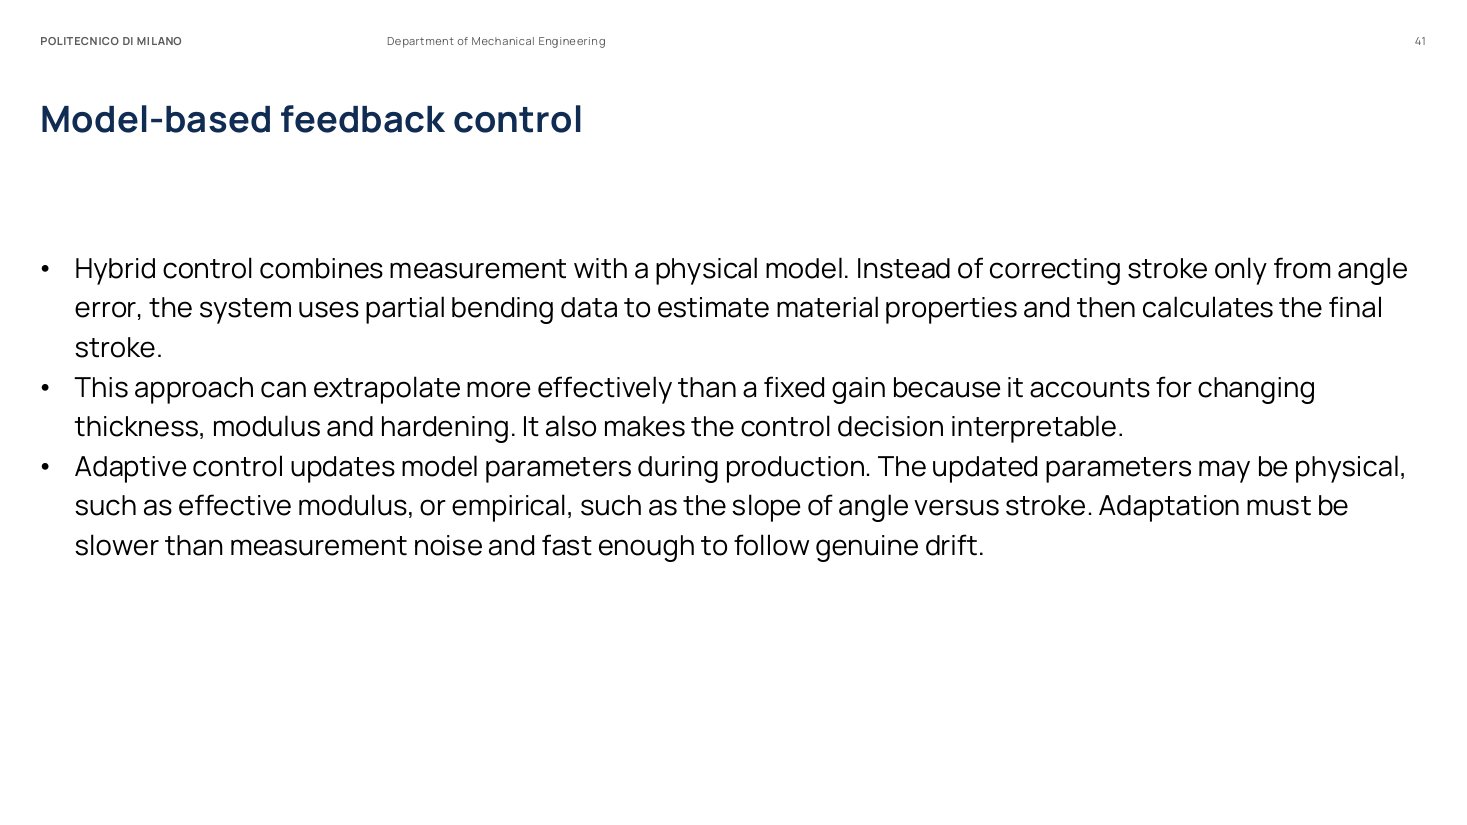 POLITECNICO DI MILANO
Department of Mechanical Engineering
41
Model-based feedback control
• Hybrid control combines measurement with a physical model. Instead of correcting stroke only from angle
error, the system uses partial bending data to estimate material properties and then calculates the final
stroke.
• This approach can extrapolate more effectively than a fixed gain because it accounts for changing
thickness, modulus and hardening. It also makes the control decision interpretable.
• Adaptive control updates model parameters during production. The updated parameters may be physical,
such as effective modulus, or empirical, such as the slope of angle versus stroke. Adaptation must be
slower than measurement noise and fast enough to follow genuine drift.